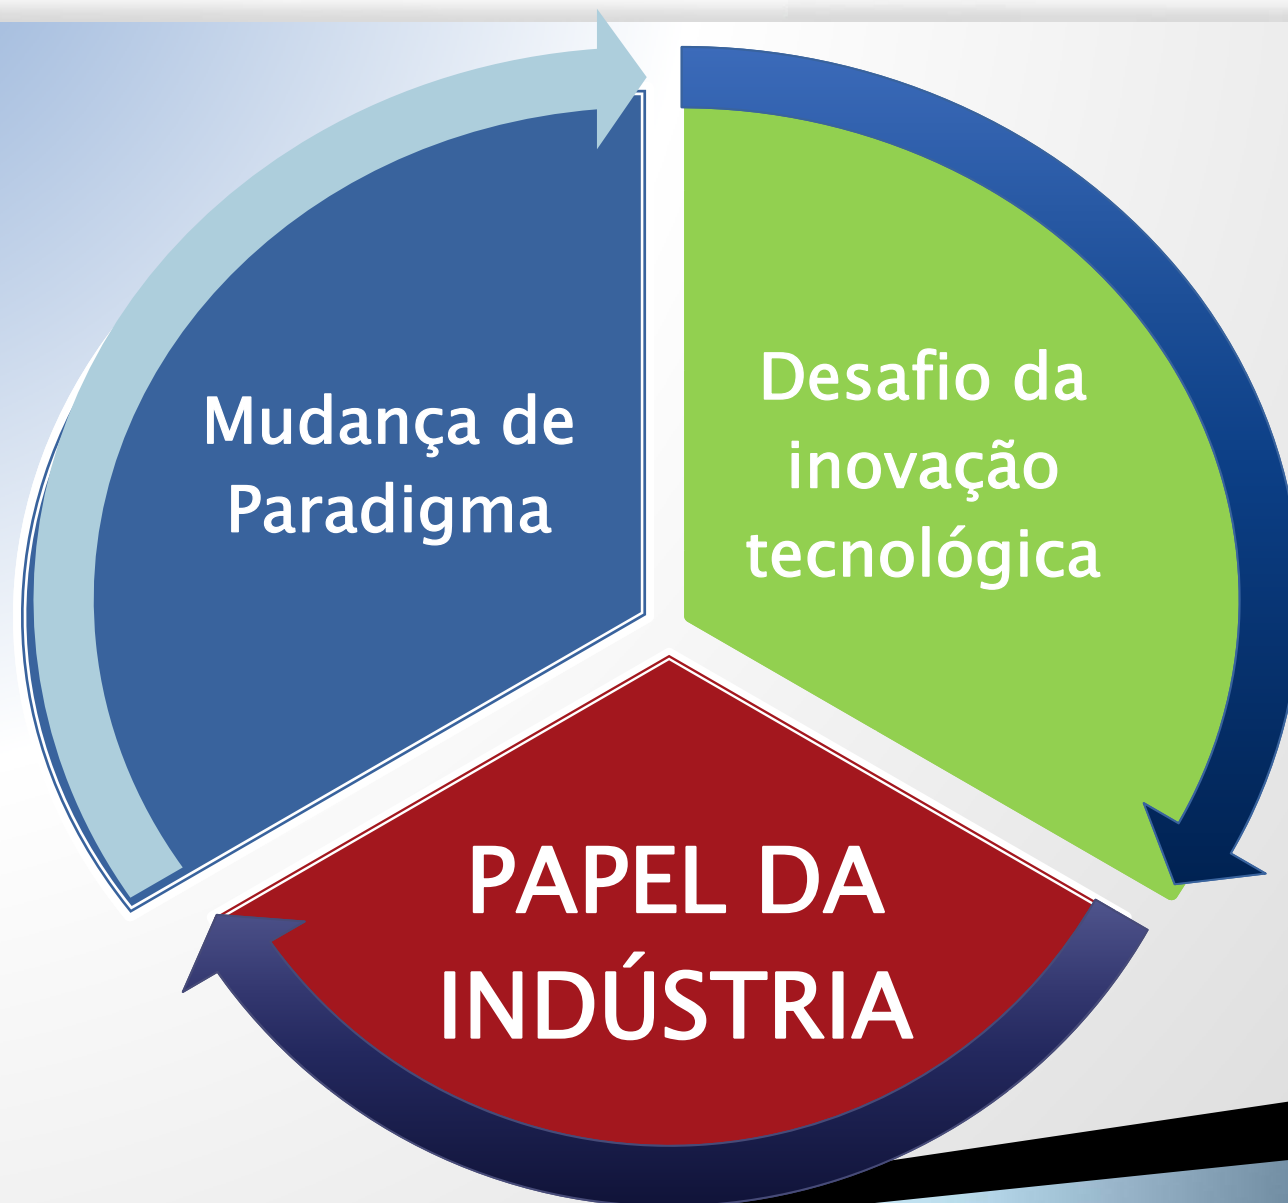 Mudança de
Paradigma
Desafio da
inovação
tecnológica
PAPEL DA
INDÚSTRIA